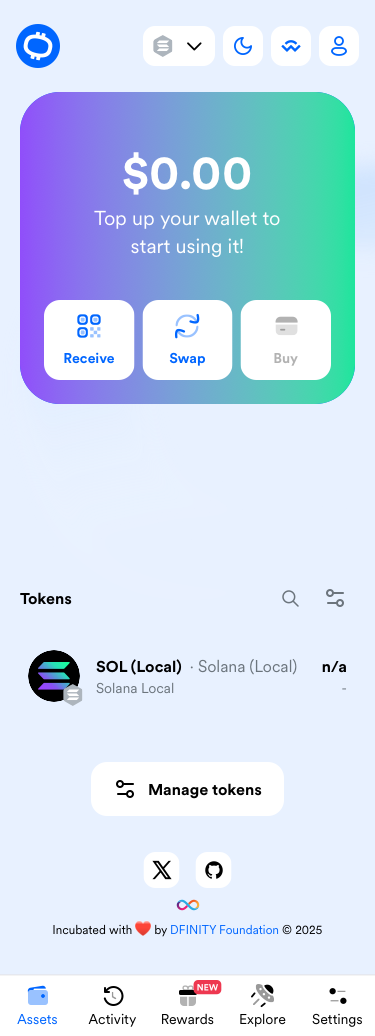 $0.00
Top up your wallet to
start using it!
Receive
Swap
Buy
Tokens
SOL (Local) · Solana (Local) n/a
Solana Local -
Manage tokens
Incubated with ❤️ by DFINITY Foundation © 2025
NEW
Assets
Activity
Rewards
Explore
Settings